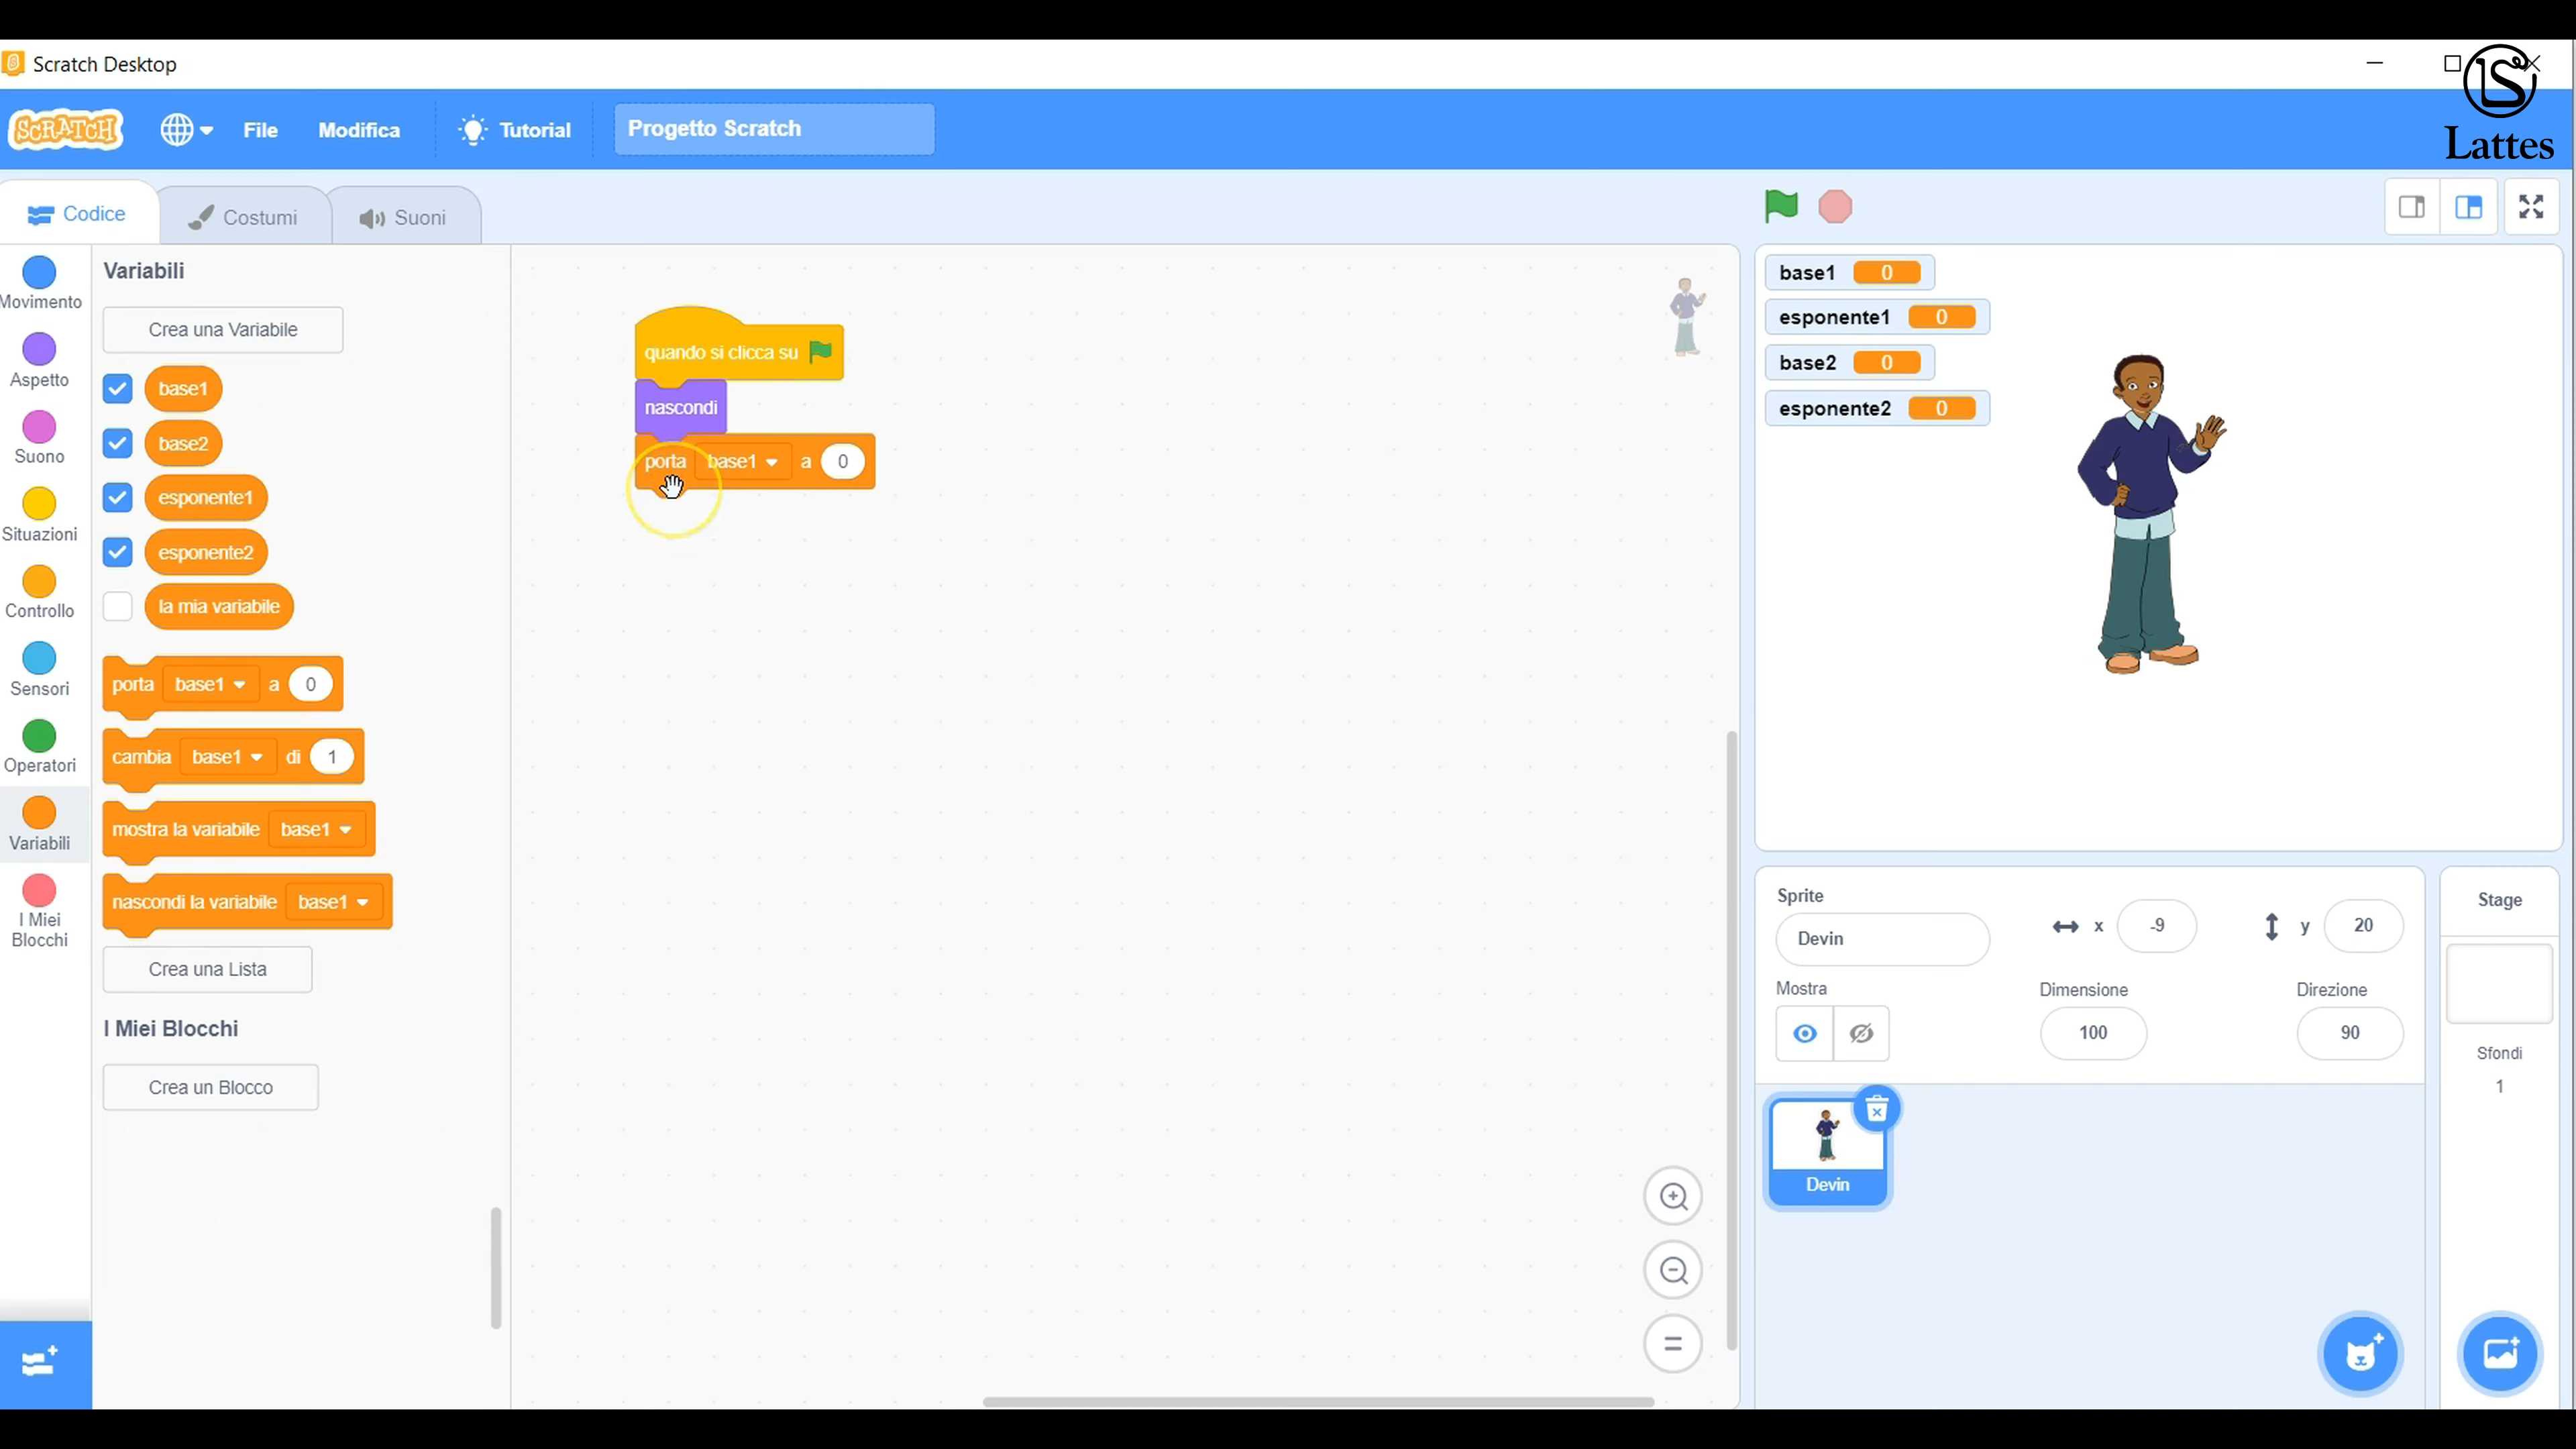 Scratch Desktop
LS
Lattes
SCRATCH
File
Modifica
Tutorial
Progetto Scratch
Codice
Costumi
Suoni
Movimento
Aspetto
Suono
Situazioni
Controllo
Sensori
Operatori
Variabili
I Miei
Blocchi
Variabili
Crea una Variabile
base1
base2
esponente1
esponente2
la mia variabile
porta base1 a 0
cambia base1 di 1
mostra la variabile base1
nascondi la variabile base1
Crea una Lista
I Miei Blocchi
Crea un Blocco
quando si clicca su
nascondi
porta base1 a 0
base1 0
esponente1 0
base2 0
esponente2 0
Sprite
Devin
x -9
y 20
Mostra
Dimensione
100
Direzione
90
Devin
Stage
Sfondi
1